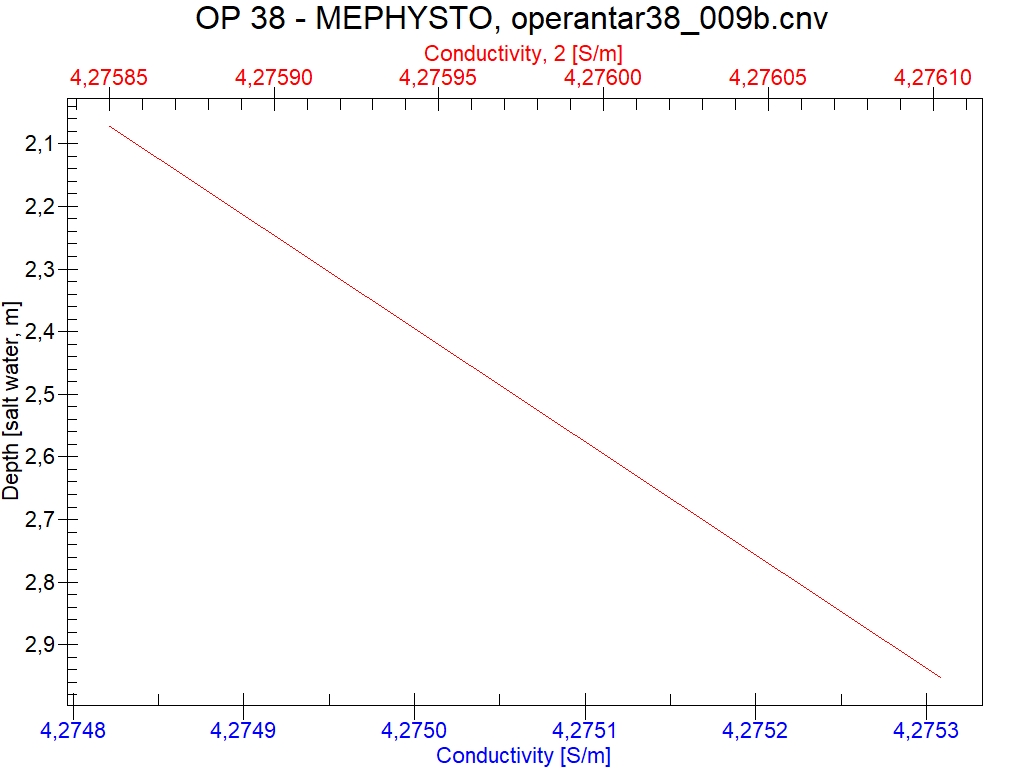 OP 38 - MEPHYSTO, operantar38_009b.cnv
Conductivity, 2 [S/m]
4,27585 4,27590 4,27595 4,27600 4,27605 4,27610
2,1
2,2
2,3
2,4
2,5
2,6
2,7
2,8
2,9
Depth [salt water, m]
4,2748 4,2749 4,2750 4,2751 4,2752 4,2753
Conductivity [S/m]